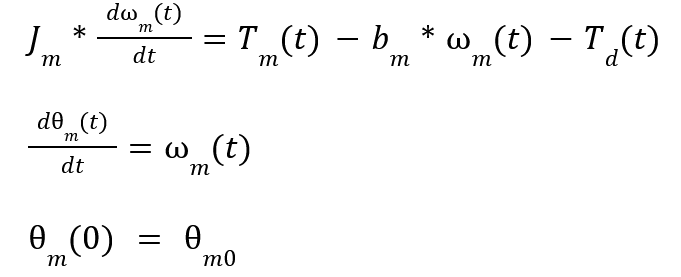 J_m * dω_m(t)/dt = T_m(t) − b_m * ω_m(t) − T_d(t)
dθ_m(t)/dt = ω_m(t)
θ_m(0) = θ_m0